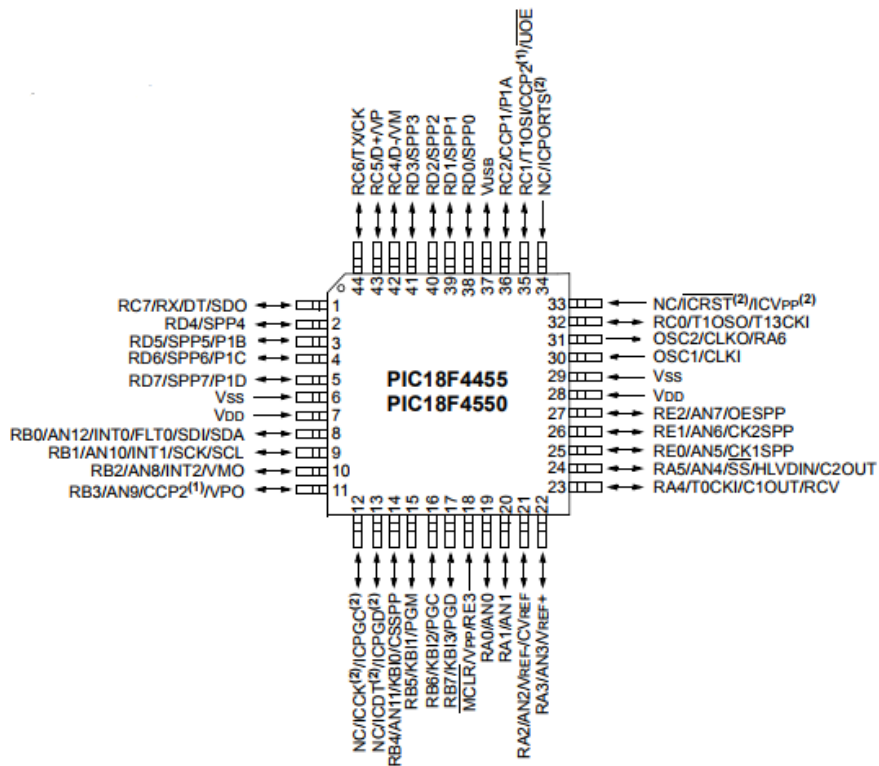 RC6/TX/CK
RC5/D+/VP
RC4/D-/VM
RD3/SPP3
RD2/SPP2
RD1/SPP1
RD0/SPP0
VUSB
RC2/CCP1/P1A
RC1/T1OSI/CCP2(1)/UOE
NC/ICPORTS(2)
44
43
42
41
40
39
38
37
36
35
34
RC7/RX/DT/SDO 1
RD4/SPP4 2
RD5/SPP5/P1B 3
RD6/SPP6/P1C 4
RD7/SPP7/P1D 5
VSS 6
VDD 7
RB0/AN12/INT0/FLT0/SDI/SDA 8
RB1/AN10/INT1/SCK/SCL 9
RB2/AN8/INT2/VMO 10
RB3/AN9/CCP2(1)/VPO 11
PIC18F4455
PIC18F4550
33 NC/ICRST(2)/ICVPP(2)
32 RC0/T1OSO/T13CKI
31 OSC2/CLKO/RA6
30 OSC1/CLKI
29 VSS
28 VDD
27 RE2/AN7/OESPP
26 RE1/AN6/CK2SPP
25 RE0/AN5/CK1SPP
24 RA5/AN4/SS/HLVDIN/C2OUT
23 RA4/T0CKI/C1OUT/RCV
12
13
14
15
16
17
18
19
20
21
22
NC/ICCK(2)/ICPGC(2)
NC/ICDT(2)/ICPGD(2)
RB4/AN11/KBI0/CSSPP
RB5/KBI1/PGM
RB6/KBI2/PGC
RB7/KBI3/PGD
MCLR/VPP/RE3
RA0/AN0
RA1/AN1
RA2/AN2/VREF-/CVREF
RA3/AN3/VREF+